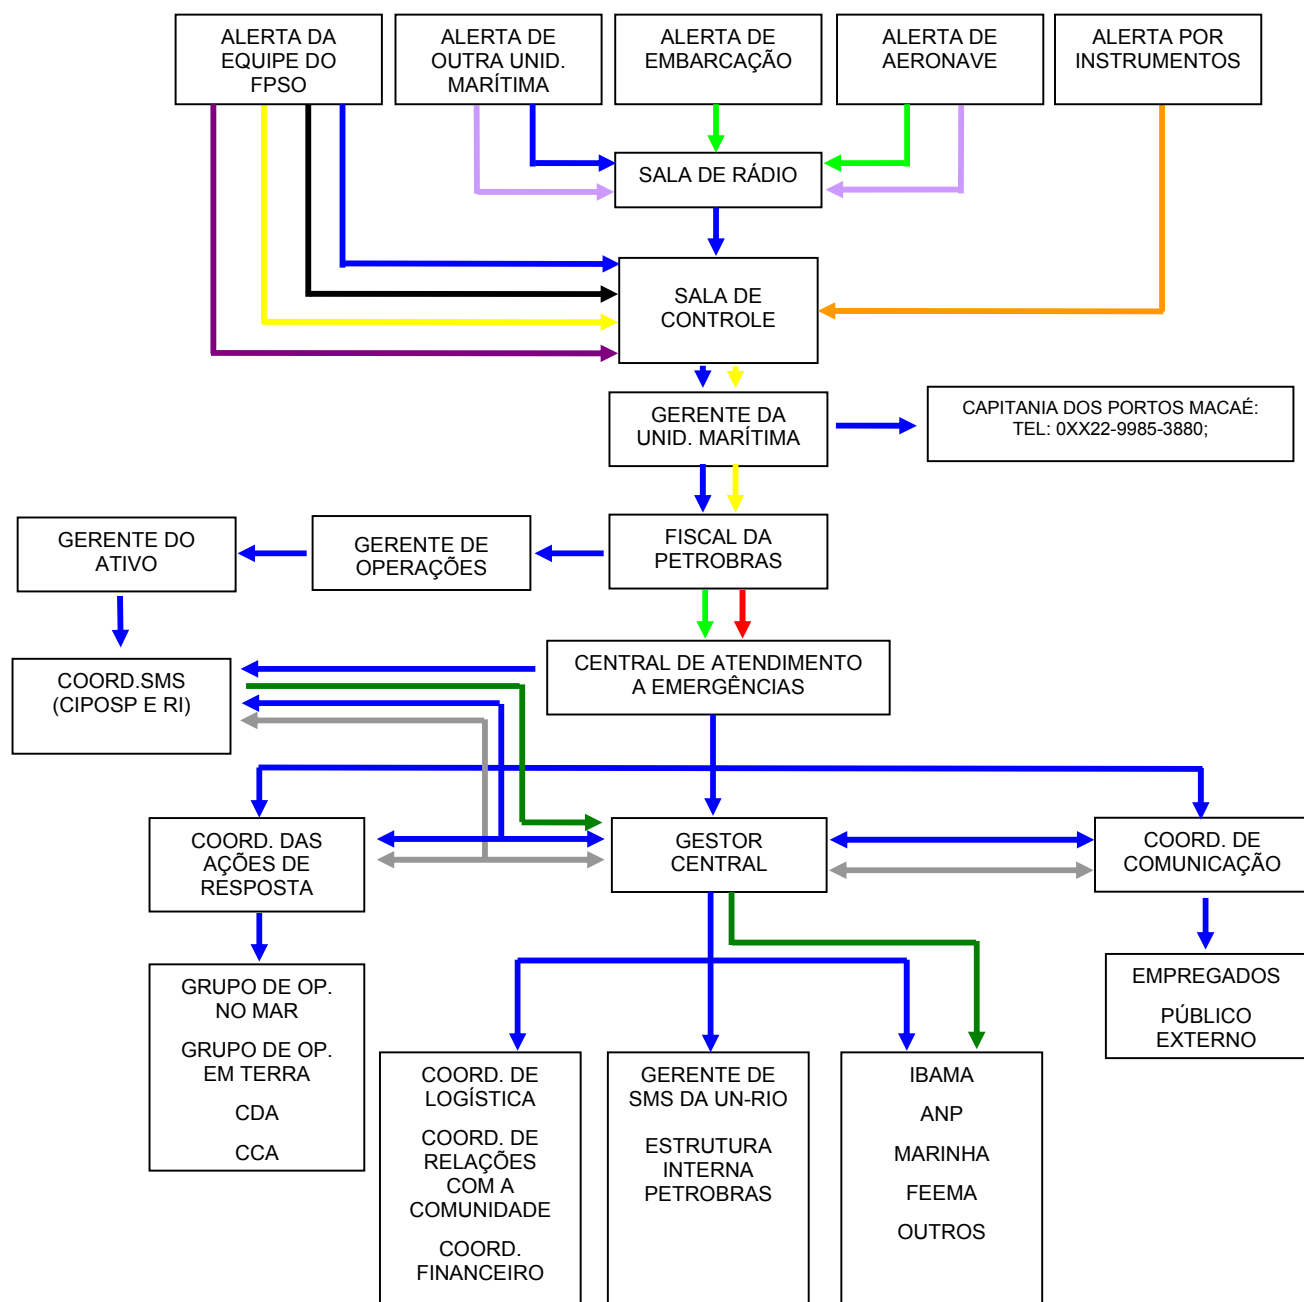 ALERTA DA
EQUIPE DO
FPSO
ALERTA DE
OUTRA UNID.
MARÍTIMA
ALERTA DE
EMBARCAÇÃO
ALERTA DE
AERONAVE
ALERTA POR
INSTRUMENTOS
SALA DE RÁDIO
SALA DE
CONTROLE
GERENTE DA
UNID. MARÍTIMA
CAPITANIA DOS PORTOS MACAÉ:
TEL: 0XX22-9985-3880;
GERENTE DO
ATIVO
GERENTE DE
OPERAÇÕES
FISCAL DA
PETROBRAS
COORD.SMS
(CIPOSP E RI)
CENTRAL DE ATENDIMENTO
A EMERGÊNCIAS
COORD. DAS
AÇÕES DE
RESPOSTA
GESTOR
CENTRAL
COORD. DE
COMUNICAÇÃO
GRUPO DE OP.
NO MAR
GRUPO DE OP.
EM TERRA
CDA
CCA
COORD. DE
LOGÍSTICA
COORD. DE
RELAÇÕES
COM A
COMUNIDADE
COORD.
FINANCEIRO
GERENTE DE
SMS DA UN-RIO
ESTRUTURA
INTERNA
PETROBRAS
IBAMA
ANP
MARINHA
FEEMA
OUTROS
EMPREGADOS
PÚBLICO
EXTERNO